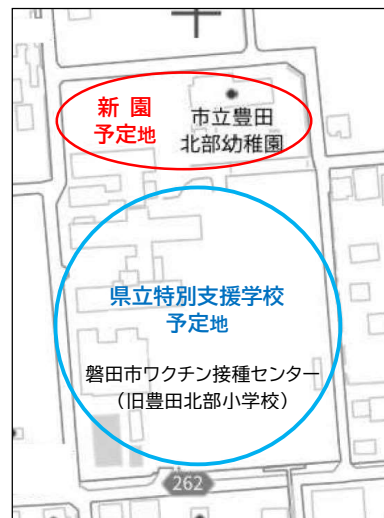 新 園
予定地
市立豊田
北部幼稚園
県立特別支援学校
予定地
磐田市ワクチン接種センター
（旧豊田北部小学校）
262